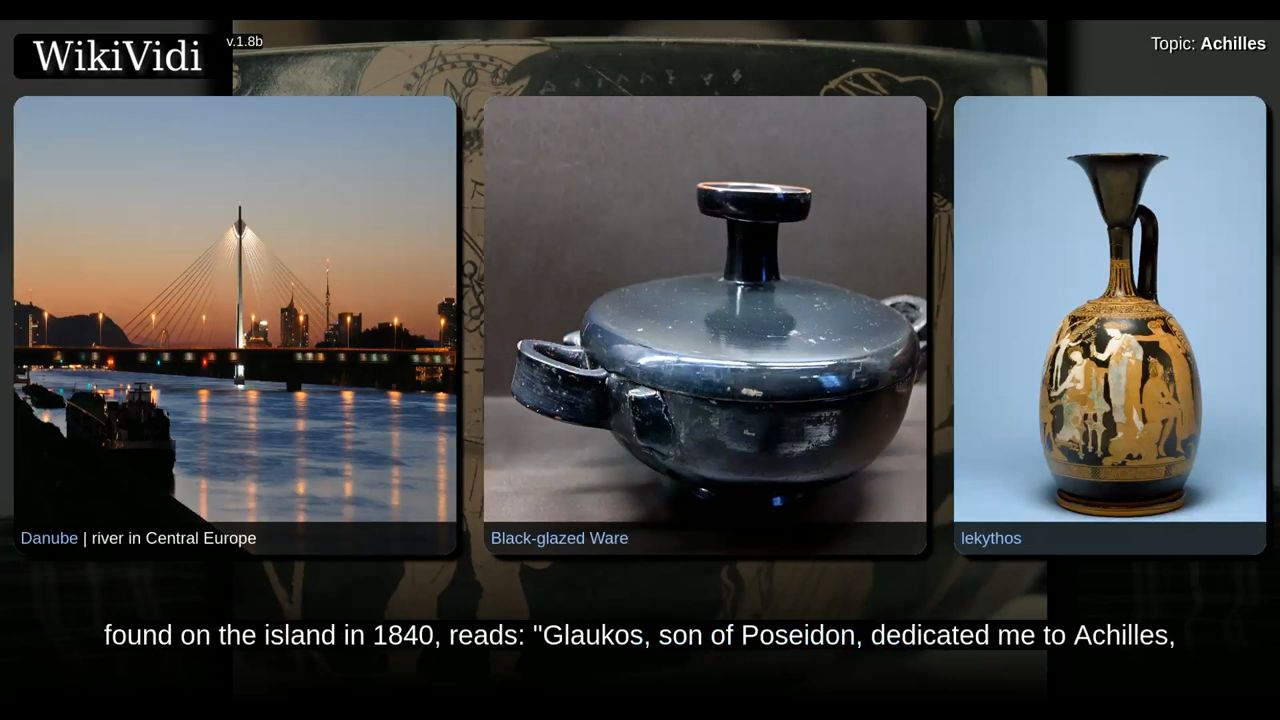 WikiVidi
v.1.8b
Topic: Achilles
Danube | river in Central Europe
Black-glazed Ware
lekythos
found on the island in 1840, reads: "Glaukos, son of Poseidon, dedicated me to Achilles,